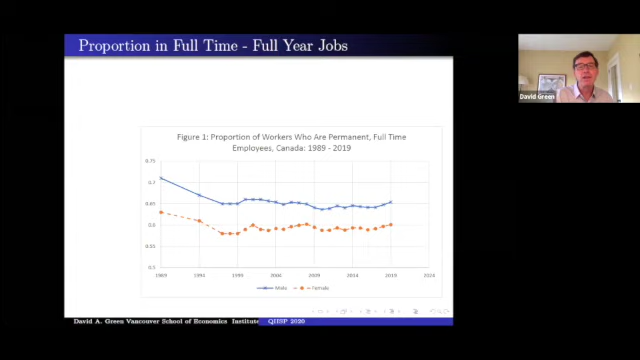 Proportion in Full Time - Full Year Jobs
David Green
Figure 1: Proportion of Workers Who are Permanent, Full Time
Employees, Canada: 1989 - 2019
0.75
0.7
0.65
0.6
0.55
0.5
1989 1994 1999 2004 2009 2014 2019 2024
Male Female
David A. Green Vancouver School of Economics Institute QIISP 2020